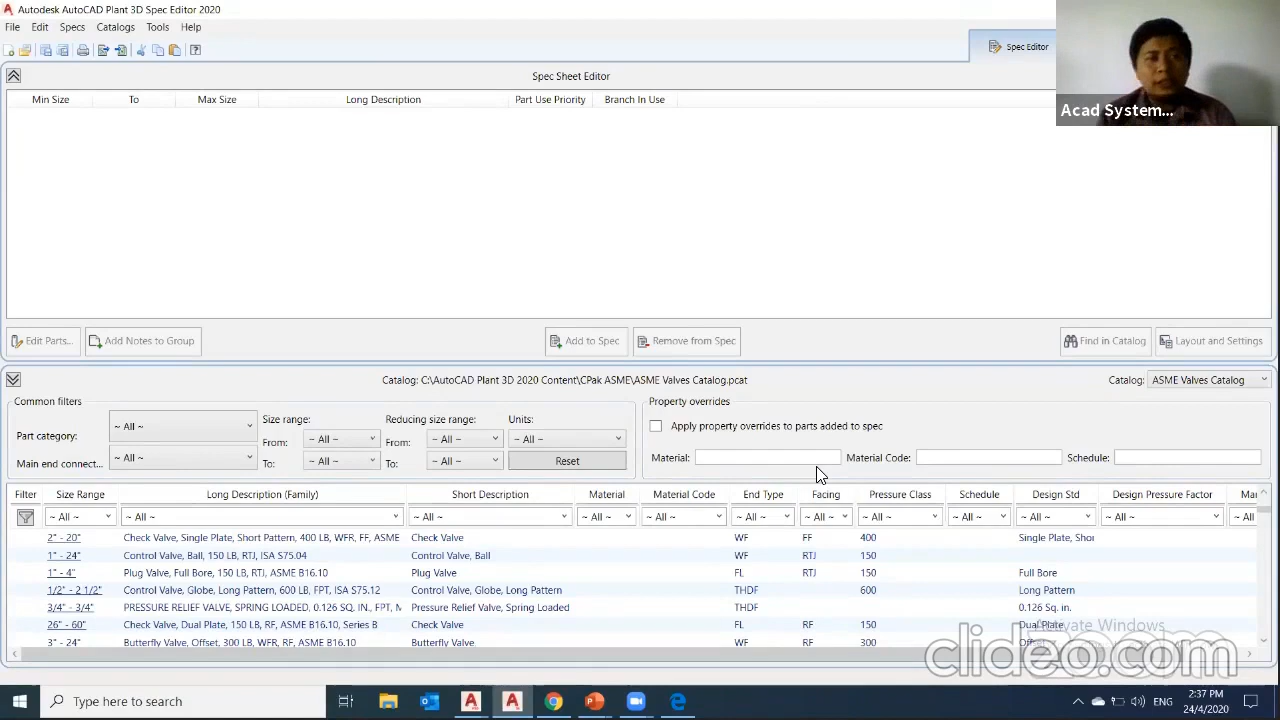 Autodesk AutoCAD Plant 3D Spec Editor 2020
File Edit Specs Catalogs Tools Help
Spec Editor
Acad System...
Spec Sheet Editor
Min Size To Max Size Long Description Part Use Priority Branch In Use
Edit Parts... Add Notes to Group Add to Spec Remove from Spec Find in Catalog Layout and Settings
Catalog: C:\AutoCAD Plant 3D 2020 Content\CPak ASME\ASME Valves Catalog.pcat Catalog: ASME Valves Catalog
Common filters Property overrides
Part category: ~ All ~ Size range: Reducing size range: Units: Apply property overrides to parts added to spec
From: ~ All ~ From: ~ All ~ ~ All ~
Main end connect... ~ All ~ To: ~ All ~ To: ~ All ~ Reset Material: Material Code: Schedule:
Filter Size Range Long Description (Family) Short Description Material Material Code End Type Facing Pressure Class Schedule Design Std Design Pressure Factor Mai
~ All ~ ~ All ~ ~ All ~ ~ All ~ ~ All ~ ~ All ~ ~ All ~ ~ All ~ ~ All ~ ~ All ~ ~ All ~ ~ All
2" - 20" Check Valve, Single Plate, Short Pattern, 400 LB, WFR, FF, ASME Check Valve WF FF 400 Single Plate, Shor
1" - 24" Control Valve, Ball, 150 LB, RTJ, ISA S75.04 Control Valve, Ball WF RTJ 150
1" - 4" Plug Valve, Full Bore, 150 LB, RTJ, ASME B16.10 Plug Valve FL RTJ 150 Full Bore
1/2" - 2 1/2" Control Valve, Globe, Long Pattern, 600 LB, FPT, ISA S75.12 Control Valve, Globe, Long Pattern THDF 600 Long Pattern
3/4" - 3/4" PRESSURE RELIEF VALVE, SPRING LOADED, 0.126 SQ. IN., FPT, M Pressure Relief Valve, Spring Loaded THDF 0.126 Sq. in.
26" - 60" Check Valve, Dual Plate, 150 LB, RF, ASME B16.10, Series B Check Valve FL RF 150 Dual Plate
3" - 24" Butterfly Valve, Offset, 300 LB, WFR, RF, ASME B16.10 Butterfly Valve WF RF 300 Offset
Activate Windows
clideo.com
Type here to search
ENG 2:37 PM
24/4/2020